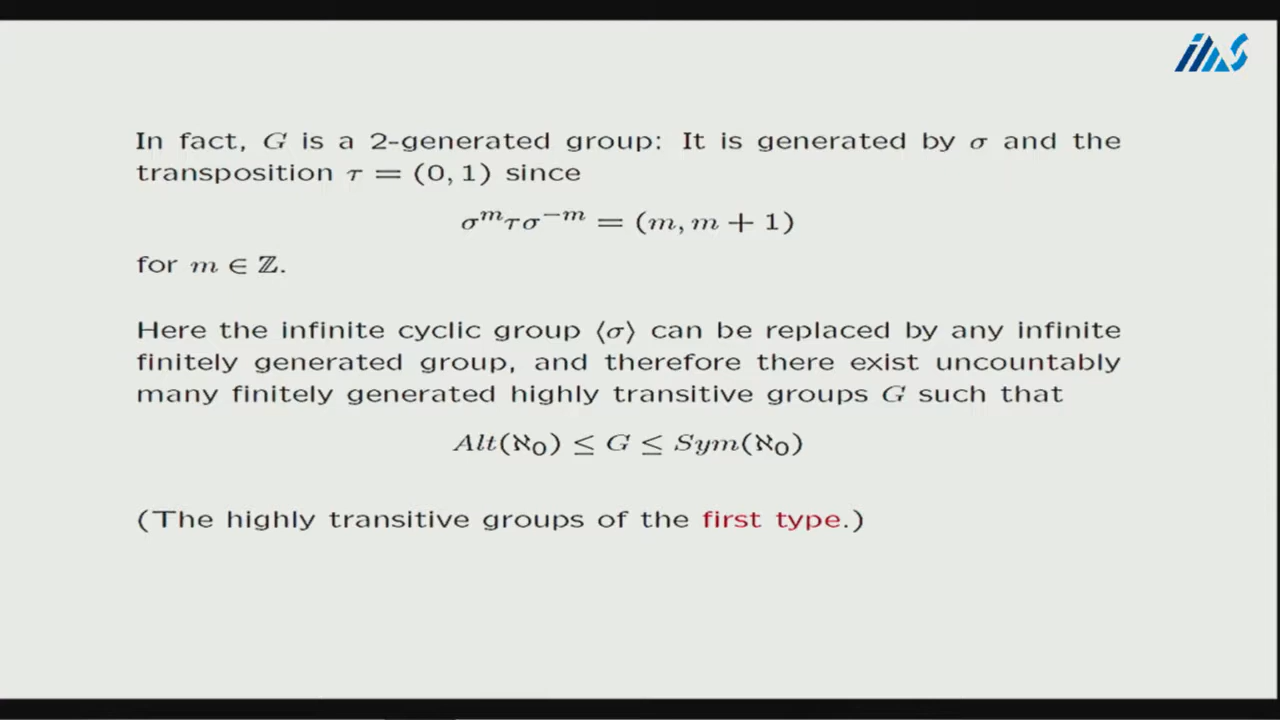 IMS
In fact, G is a 2-generated group: It is generated by σ and the
transposition τ = (0, 1) since
σᵐτσ⁻ᵐ = (m, m + 1)
for m ∈ ℤ.
Here the infinite cyclic group ⟨σ⟩ can be replaced by any infinite
finitely generated group, and therefore there exist uncountably
many finitely generated highly transitive groups G such that
Alt(ℵ₀) ≤ G ≤ Sym(ℵ₀)
(The highly transitive groups of the first type.)